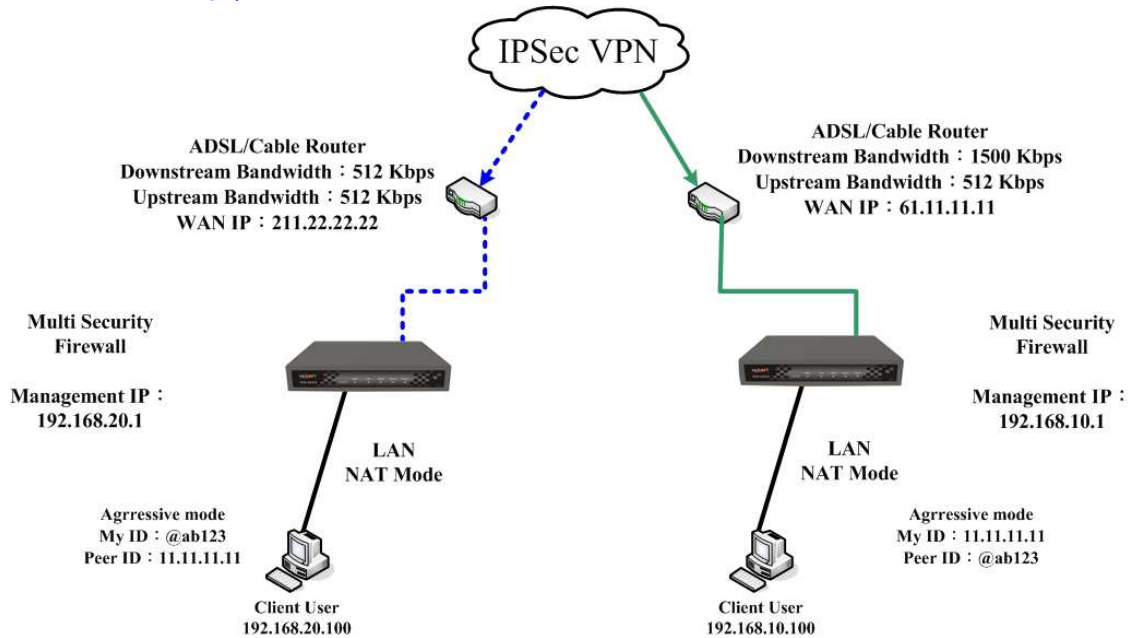 IPSec VPN
ADSL/Cable Router
Downstream Bandwidth：512 Kbps
Upstream Bandwidth：512 Kbps
WAN IP：211.22.22.22
ADSL/Cable Router
Downstream Bandwidth：1500 Kbps
Upstream Bandwidth：512 Kbps
WAN IP：61.11.11.11
Multi Security
Firewall
Management IP：
192.168.20.1
Multi Security
Firewall
Management IP：
192.168.10.1
LAN
NAT Mode
LAN
NAT Mode
Agrressive mode
My ID：@ab123
Peer ID：11.11.11.11
Agrressive mode
My ID：11.11.11.11
Peer ID：@ab123
Client User
192.168.20.100
Client User
192.168.10.100